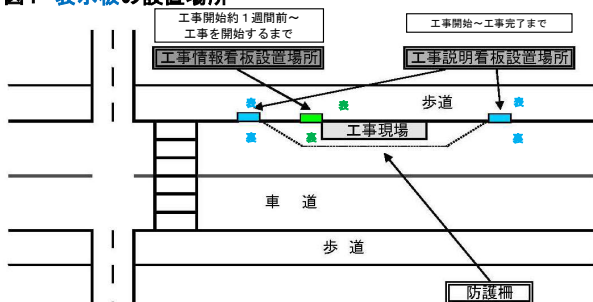 図1 表示板の設置場所
工事開始約１週間前～
工事を開始するまで
工事開始～工事完了まで
工事情報看板設置場所
工事説明看板設置場所
表
表
歩道
表
裏
裏
工事現場
裏
車 道
歩 道
防護柵